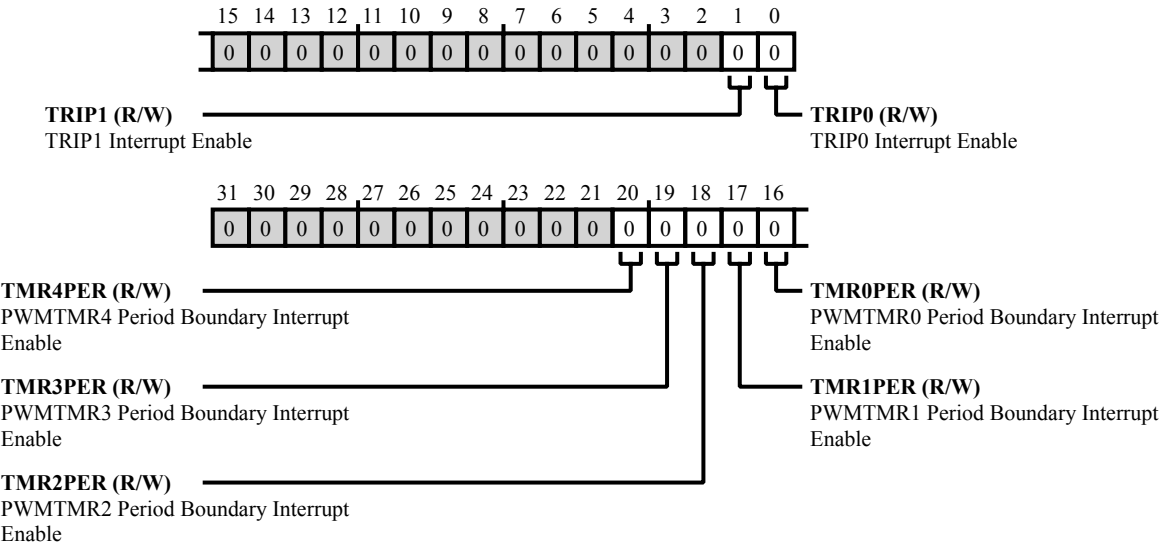 15 14 13 12 11 10 9 8 7 6 5 4 3 2 1 0
0 0 0 0 0 0 0 0 0 0 0 0 0 0 0 0
TRIP1 (R/W)
TRIP1 Interrupt Enable
TRIP0 (R/W)
TRIP0 Interrupt Enable
31 30 29 28 27 26 25 24 23 22 21 20 19 18 17 16
0 0 0 0 0 0 0 0 0 0 0 0 0 0 0 0
TMR4PER (R/W)
PWMTMR4 Period Boundary Interrupt
Enable
TMR0PER (R/W)
PWMTMR0 Period Boundary Interrupt
Enable
TMR3PER (R/W)
PWMTMR3 Period Boundary Interrupt
Enable
TMR1PER (R/W)
PWMTMR1 Period Boundary Interrupt
Enable
TMR2PER (R/W)
PWMTMR2 Period Boundary Interrupt
Enable